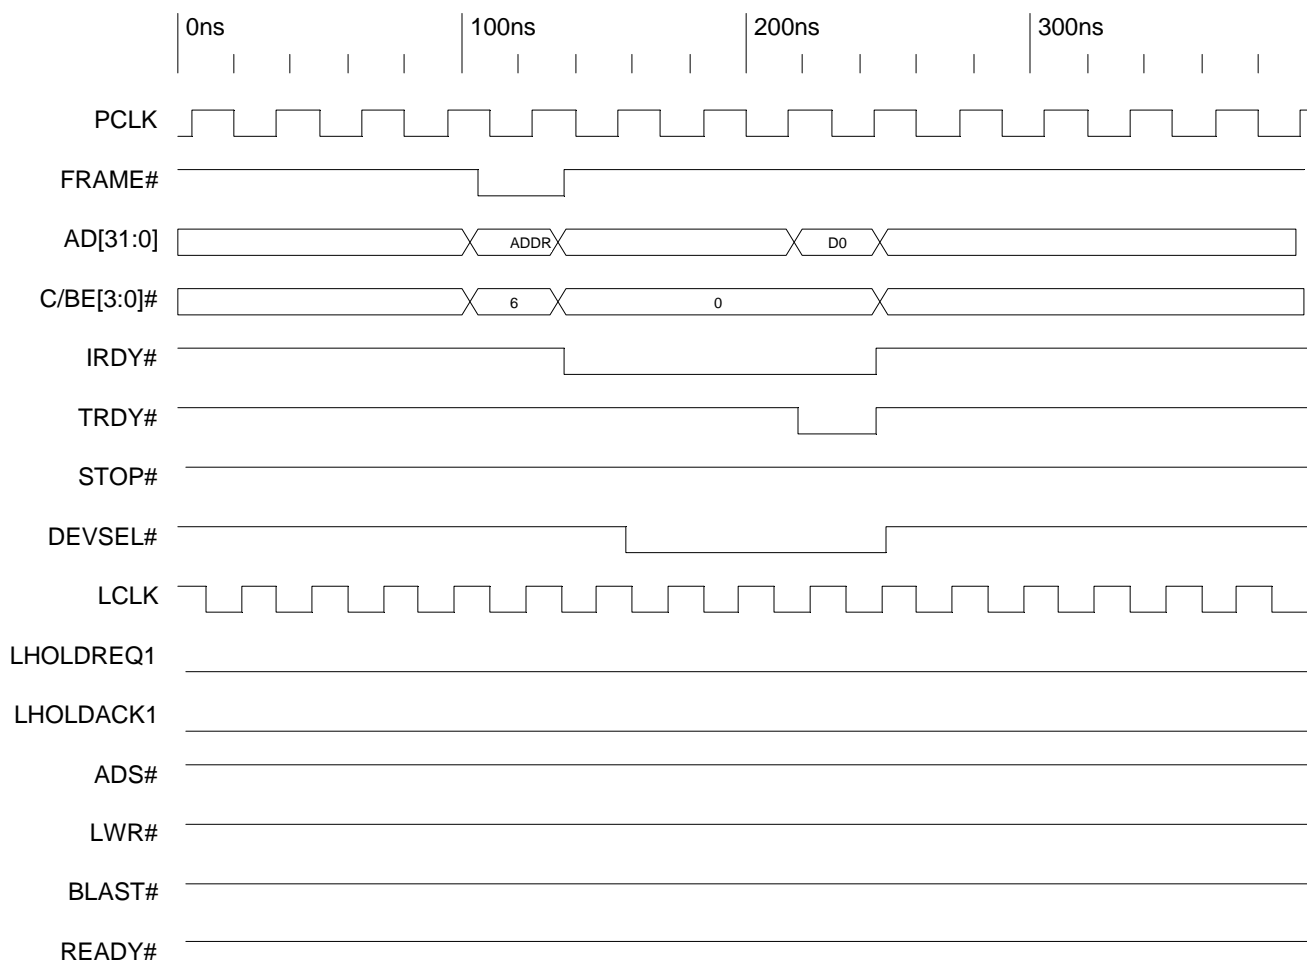 0ns 100ns 200ns 300ns
PCLK
FRAME#
AD[31:0] ADDR D0
C/BE[3:0]# 6 0
IRDY#
TRDY#
STOP#
DEVSEL#
LCLK
LHOLDREQ1
LHOLDACK1
ADS#
LWR#
BLAST#
READY#